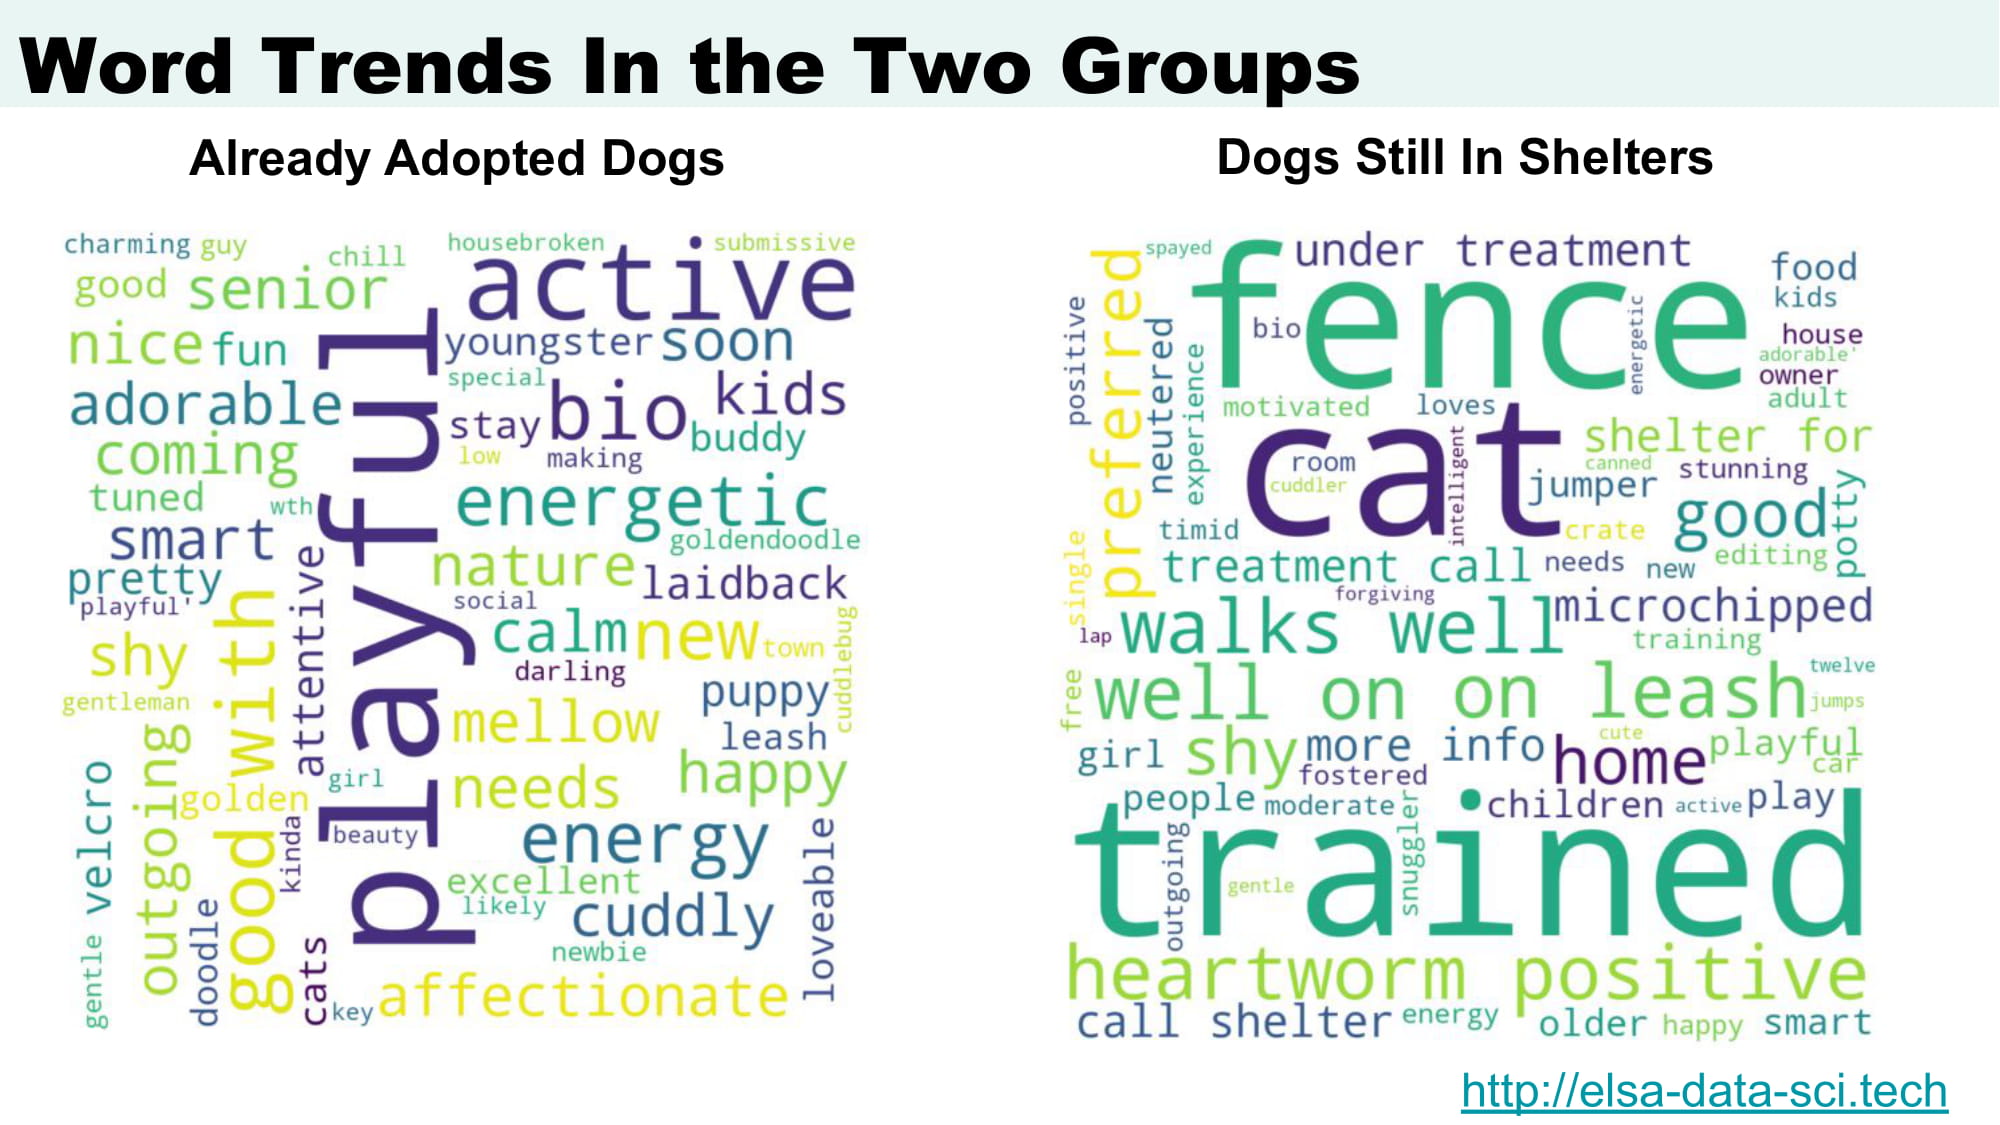 Word Trends In the Two Groups
Already Adopted Dogs
charming guy
chill
housebroken
submissive
good senior
active
nice fun
youngster soon
special
adorable
stay bio kids
buddy
coming
low
making
tuned
wth
energetic
smart
goldendoodle
pretty
nature
laidback
playful'
social
shy
calm new town
darling
cuddlebug
gentleman
puppy
mellow
leash
attentive
playful
good with
outgoing
velcro
golden
girl
needs
happy
kinda
beauty
energy
loveable
excellent
likely
cuddly
doodle
gentle
cats
newbie
key affectionate
Dogs Still In Shelters
spayed
under treatment
food
kids
fence
positive
preferred
neutered
experience
bio
energetic
house
adorable'
owner
adult
motivated
loves
cat
shelter for
room
cuddler
intelligent
canned
stunning
jumper
good
potty
timid
crate
editing
single
treatment call
needs
new
forgiving
microchipped
lap
walks well
training
free
well on
on leash
twelve
jumps
cute
girl
shy
more info
home
playful
car
fostered
people
moderate
children
active
play
trained
outgoing
gentle
snuggler
heartworm positive
call shelter
energy
older
happy
smart
http://elsa-data-sci.tech